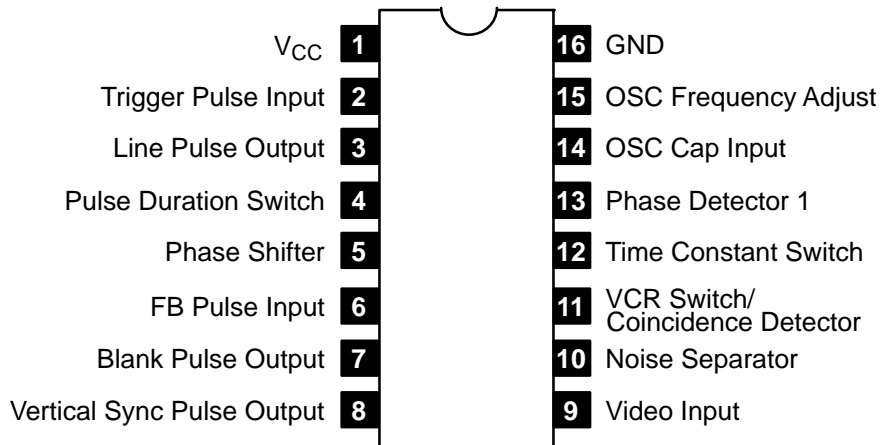 VCC 1 16 GND
Trigger Pulse Input 2 15 OSC Frequency Adjust
Line Pulse Output 3 14 OSC Cap Input
Pulse Duration Switch 4 13 Phase Detector 1
Phase Shifter 5 12 Time Constant Switch
FB Pulse Input 6 11 VCR Switch/
Coincidence Detector
Blank Pulse Output 7 10 Noise Separator
Vertical Sync Pulse Output 8 9 Video Input